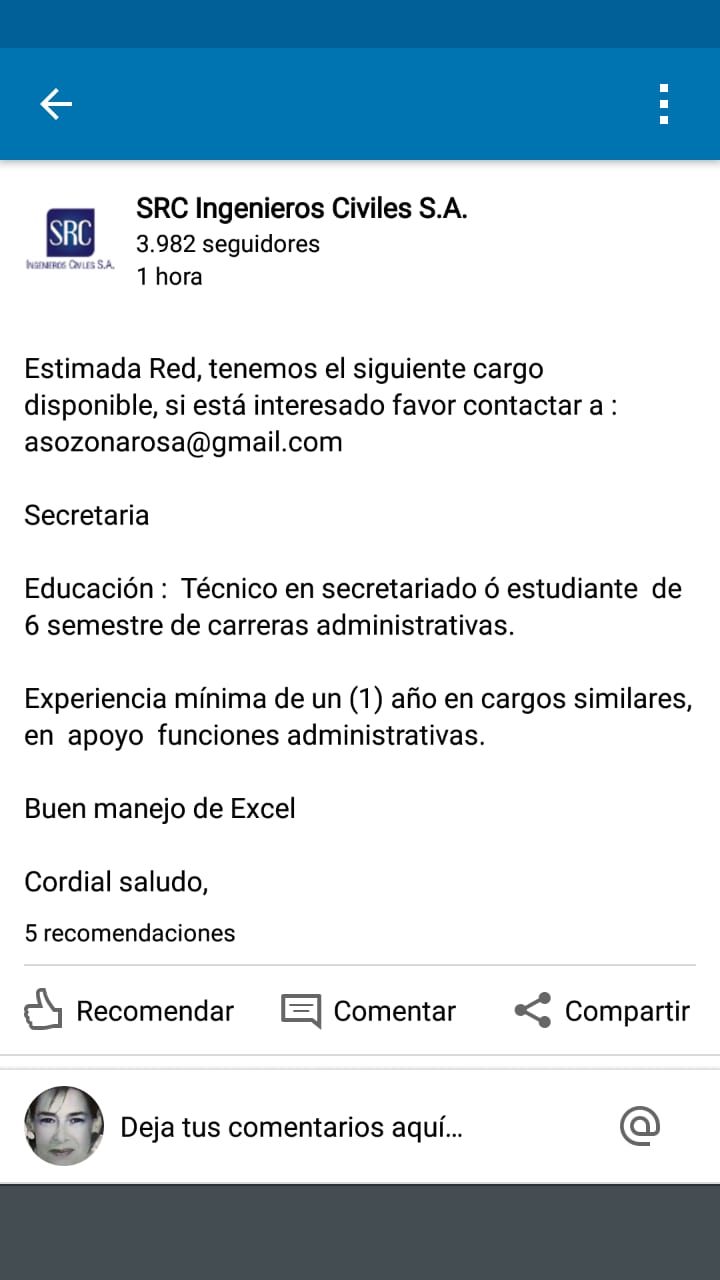 SRC
INGENIEROS CIVILES S.A.
SRC Ingenieros Civiles S.A.
3.982 seguidores
1 hora
Estimada Red, tenemos el siguiente cargo
disponible, si está interesado favor contactar a :
asozonarosa@gmail.com
Secretaria
Educación :  Técnico en secretariado ó estudiante  de
6 semestre de carreras administrativas.
Experiencia mínima de un (1) año en cargos similares,
en  apoyo  funciones administrativas.
Buen manejo de Excel
Cordial saludo,
5 recomendaciones
Recomendar Comentar Compartir
Deja tus comentarios aquí... @